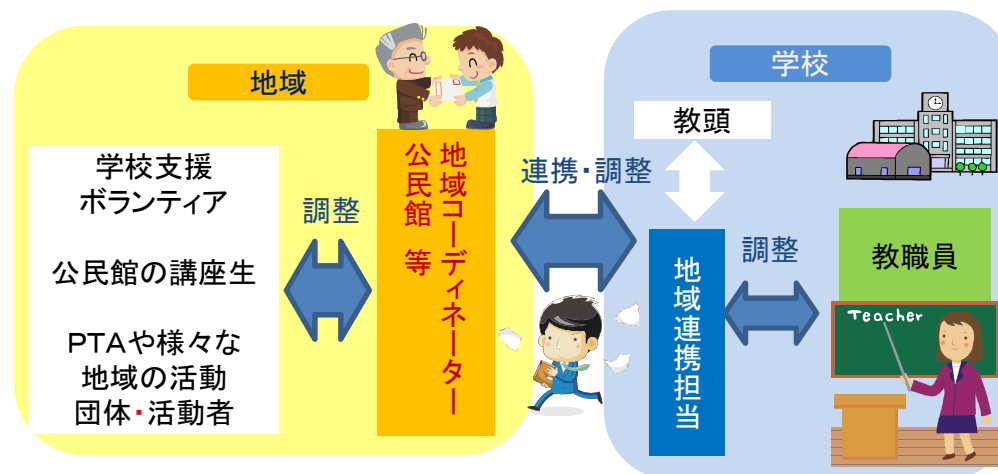 地域
学校支援
ボランティア
公民館の講座生
PTAや様々な
地域の活動
団体・活動者
調整
地域コーディネーター
公民館 等
連携・調整
学校
教頭
地域連携担当
調整
教職員
Teacher